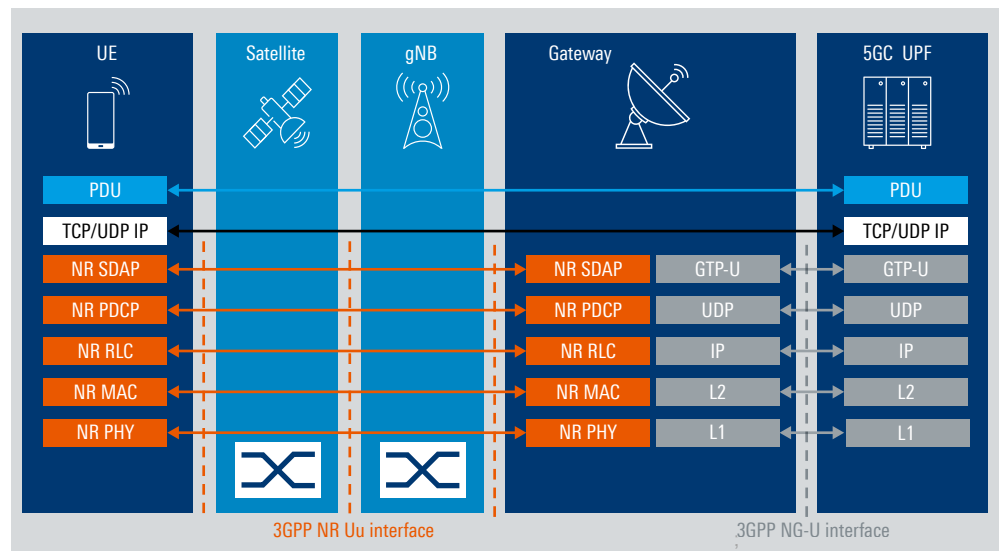 UE
Satellite
gNB
Gateway
5GC UPF
PDU
PDU
TCP/UDP IP
TCP/UDP IP
NR SDAP
NR SDAP
GTP-U
GTP-U
NR PDCP
NR PDCP
UDP
UDP
NR RLC
NR RLC
IP
IP
NR MAC
NR MAC
L2
L2
NR PHY
NR PHY
L1
L1
3GPP NR Uu interface
3GPP NG-U interface